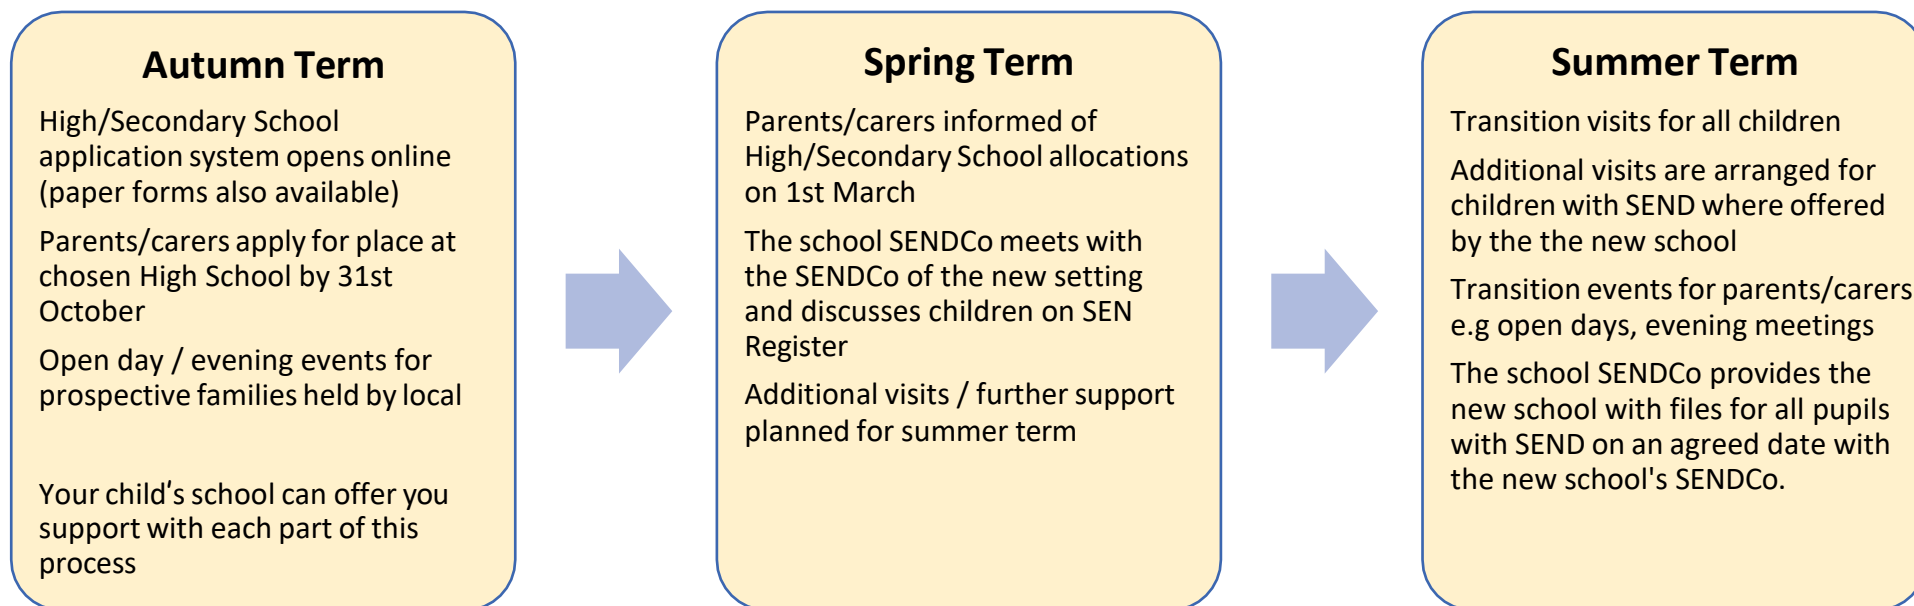 Autumn Term
High/Secondary School
application system opens online
(paper forms also available)
Parents/carers apply for place at
chosen High School by 31st
October
Open day / evening events for
prospective families held by local
Your child's school can offer you
support with each part of this
process
Spring Term
Parents/carers informed of
High/Secondary School allocations
on 1st March
The school SENDCo meets with
the SENDCo of the new setting
and discusses children on SEN
Register
Additional visits / further support
planned for summer term
Summer Term
Transition visits for all children
Additional visits are arranged for
children with SEND where offered
by the the new school
Transition events for parents/carers
e.g open days, evening meetings
The school SENDCo provides the
new school with files for all pupils
with SEND on an agreed date with
the new school's SENDCo.